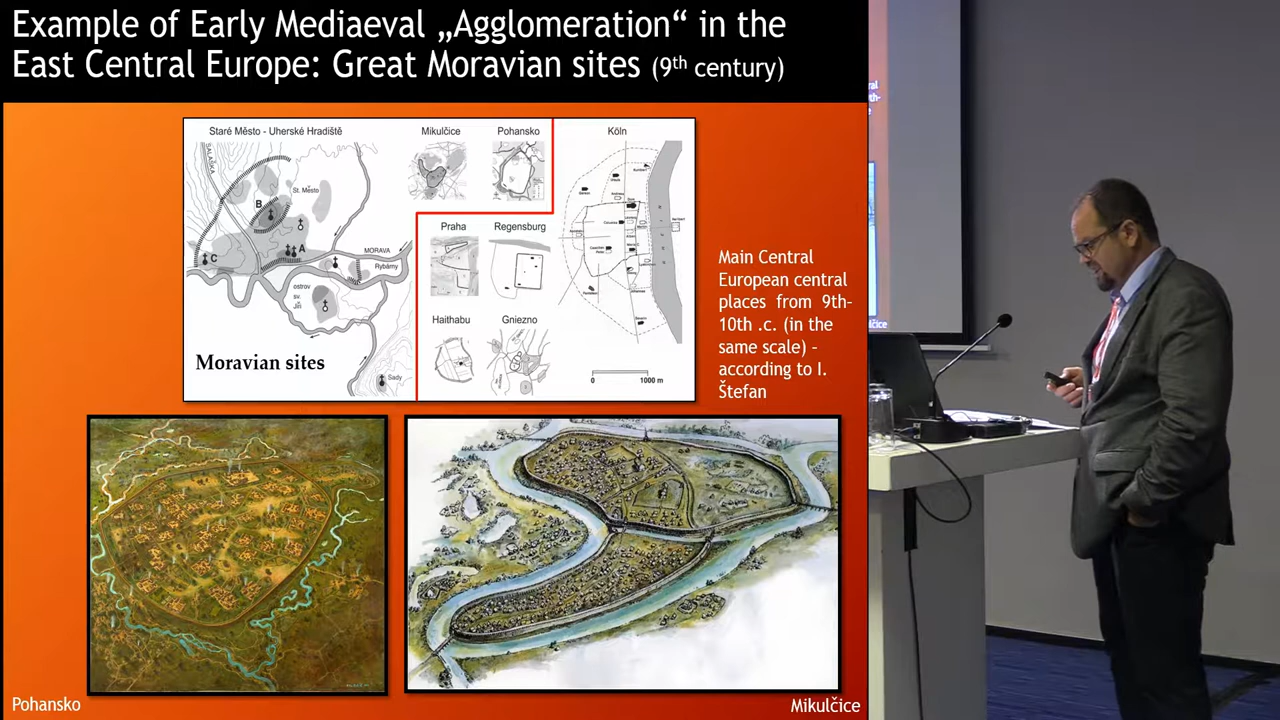 Example of Early Mediaeval „Agglomeration“ in the
East Central Europe: Great Moravian sites (9th century)
Staré Město - Uherské Hradiště
Mikulčice
Pohansko
Köln
St. Město
B
A
C
MORAVA
Rybárny
ostrov
sv.
Jiří
Sady
Moravian sites
Praha
Regensburg
Haithabu
Gniezno
0
1000 m
Main Central
European central
places from 9th-
10th .c. (in the
same scale) –
according to I.
Štefan
Pohansko
Mikulčice